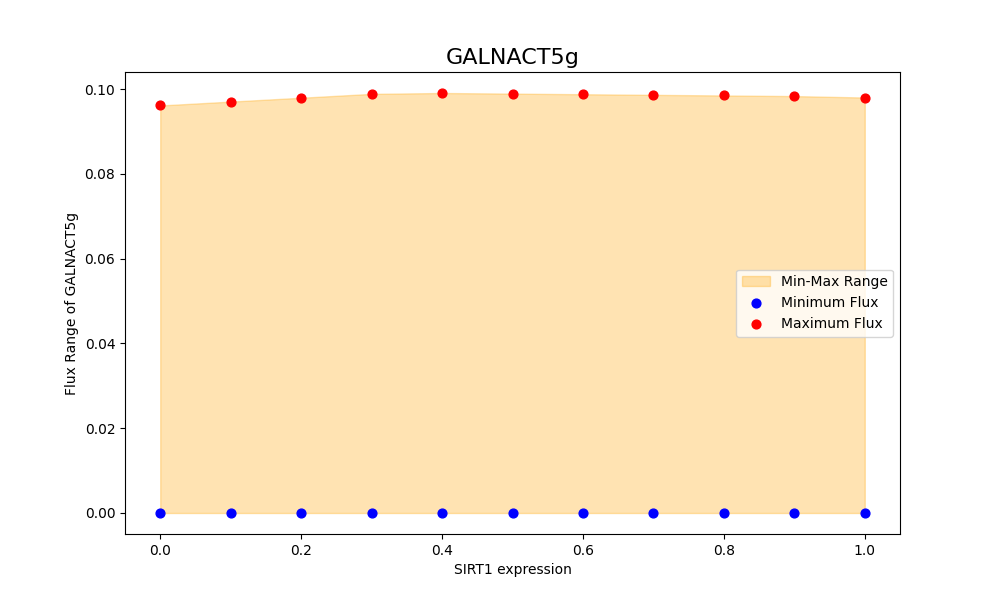 GALNACT5g
Flux Range of GALNACT5g
0.10
0.08
0.06
0.04
0.02
0.00
Min-Max Range
Minimum Flux
Maximum Flux
0.0 0.2 0.4 0.6 0.8 1.0
SIRT1 expression